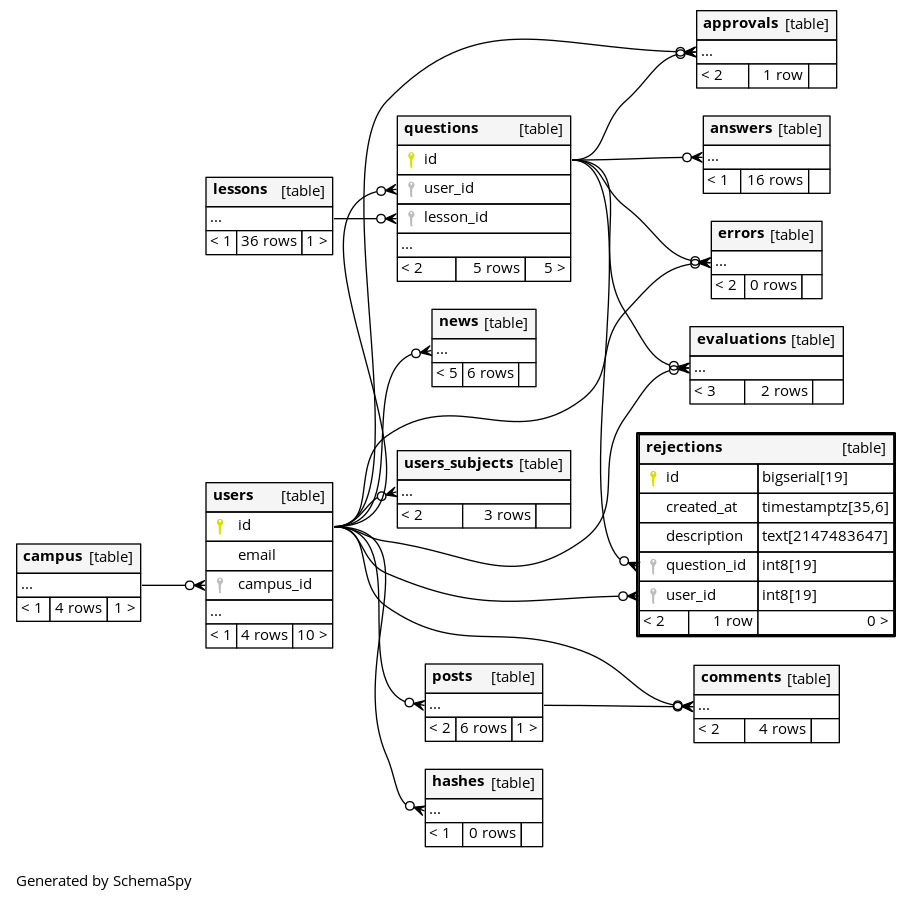 approvals [table]
...
< 2 1 row
questions [table]
id
user_id
lesson_id
...
< 2 5 rows 5 >
answers [table]
...
< 1 16 rows
lessons [table]
...
< 1 36 rows 1 >
errors [table]
...
< 2 0 rows
news [table]
...
< 5 6 rows
evaluations [table]
...
< 3 2 rows
rejections [table]
id bigserial[19]
created_at timestamptz[35,6]
description text[2147483647]
question_id int8[19]
user_id int8[19]
< 2 1 row 0 >
users_subjects [table]
...
< 2 3 rows
users [table]
id
email
campus_id
...
< 1 4 rows 10 >
campus [table]
...
< 1 4 rows 1 >
posts [table]
...
< 2 6 rows 1 >
comments [table]
...
< 2 4 rows
hashes [table]
...
< 1 0 rows
Generated by SchemaSpy